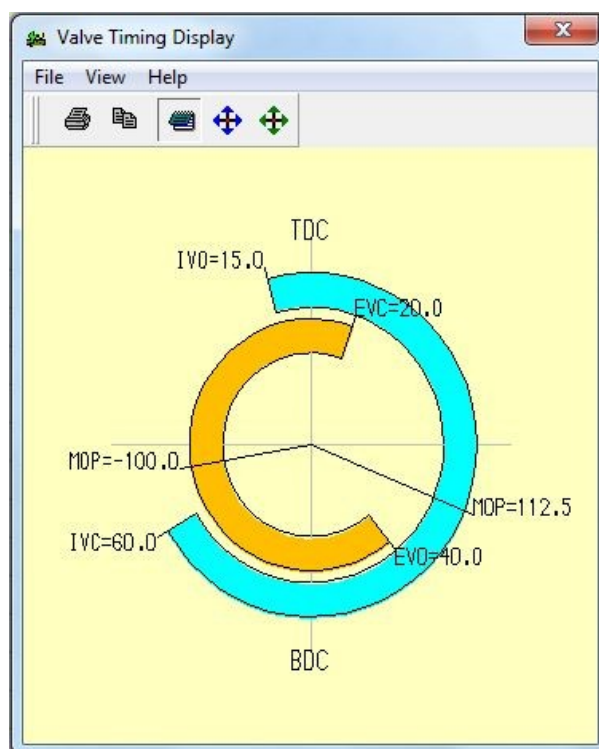 Valve Timing Display
File View Help
TDC
IVO=15.0
EVC=20.0
MOP=-100.0
MOP=112.5
IVC=60.0
EVO=40.0
BDC